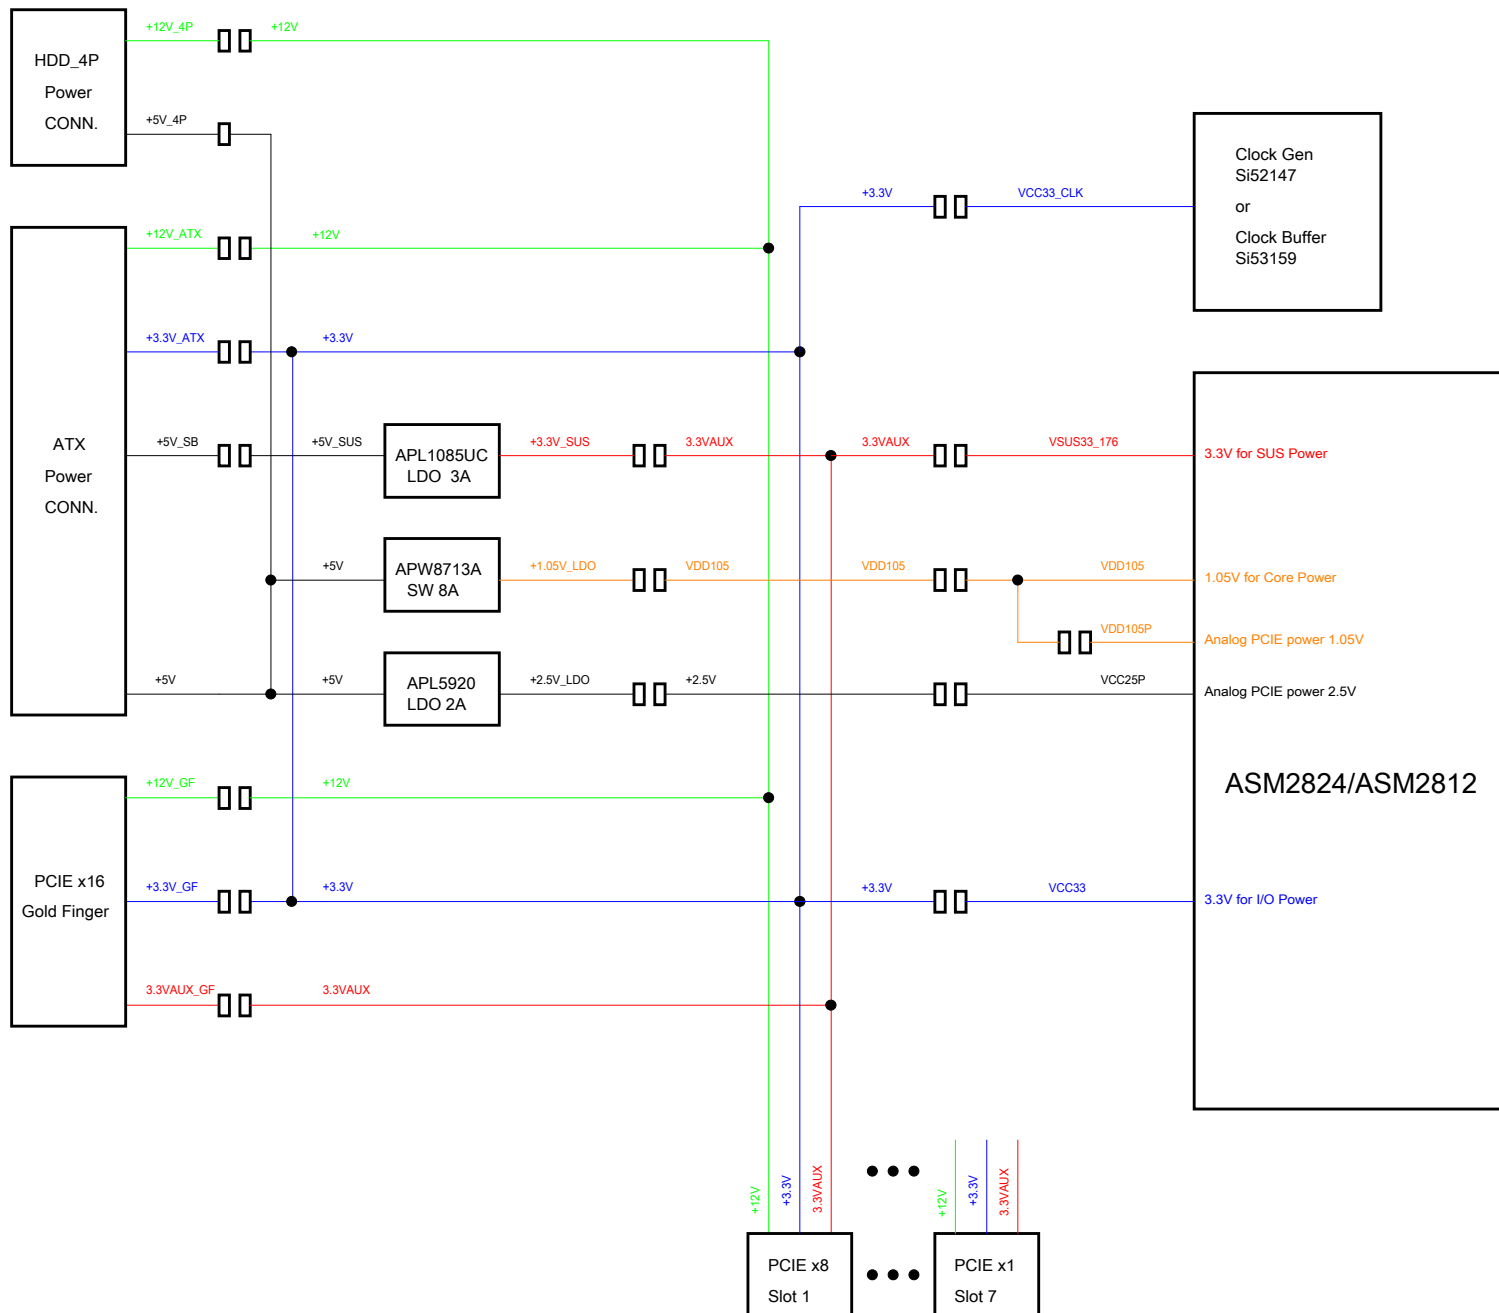 +12V_4P
+12V
HDD_4P
Power
CONN.
+5V_4P
Clock Gen
Si52147
or
Clock Buffer
Si53159
+3.3V
VCC33_CLK
+12V_ATX
+12V
+3.3V_ATX
+3.3V
ATX
Power
CONN.
+5V_SB
+5V_SUS
APL1085UC
LDO 3A
+3.3V_SUS
3.3VAUX
3.3VAUX
VSUS33_176
3.3V for SUS Power
+5V
APW8713A
SW 8A
+1.05V_LDO
VDD105
VDD105
VDD105
1.05V for Core Power
VDD105P
Analog PCIE power 1.05V
+5V
+5V
APL5920
LDO 2A
+2.5V_LDO
+2.5V
VCC25P
Analog PCIE power 2.5V
ASM2824/ASM2812
+12V_GF
+12V
PCIE x16
Gold Finger
+3.3V_GF
+3.3V
+3.3V
VCC33
3.3V for I/O Power
3.3VAUX_GF
3.3VAUX
+12V
+3.3V
3.3VAUX
+12V
+3.3V
3.3VAUX
PCIE x8
Slot 1
PCIE x1
Slot 7